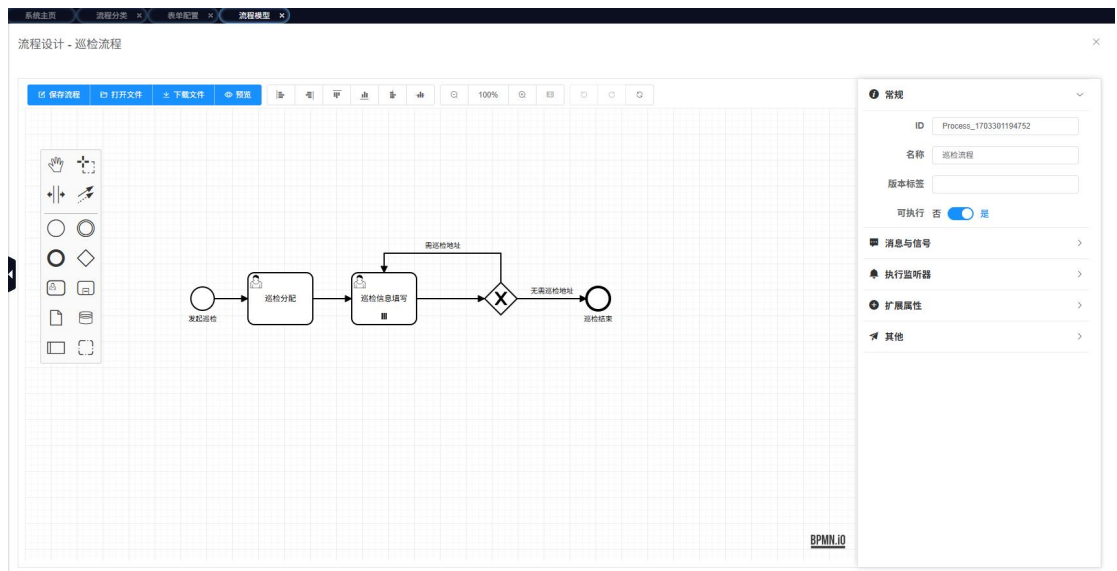 系统主页 流程分类 × 表单配置 × 流程模型 ×
流程设计 - 巡检流程 ×
保存流程 打开文件 下载文件 预览 100%
常规
ID Process_1703301194752
名称 巡检流程
版本标签
可执行 否 是
消息与信号
执行监听器
扩展属性
其他
需巡检地址
巡检分配 巡检信息填写 无需巡检地址
发起巡检 巡检结束
BPMN.iO